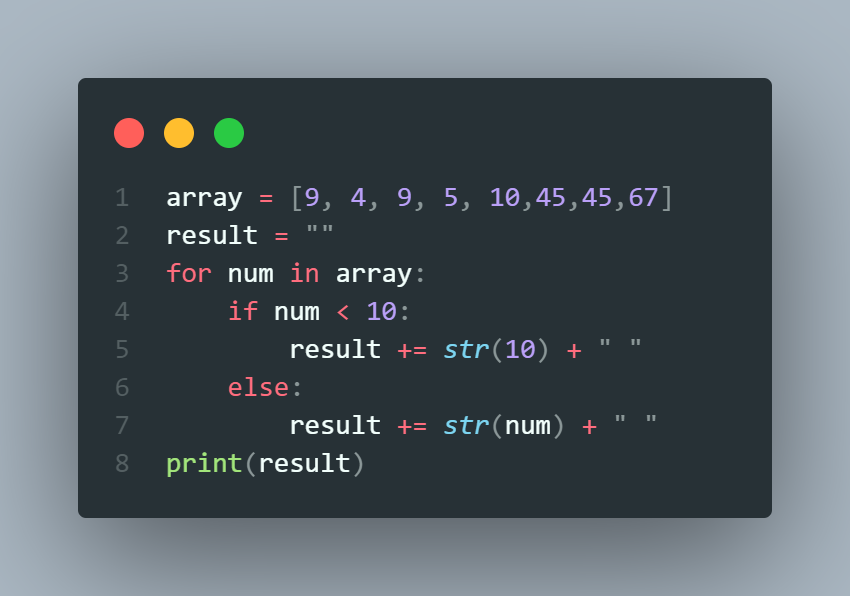 1 array = [9, 4, 9, 5, 10,45,45,67]
2 result = ""
3 for num in array:
4     if num < 10:
5         result += str(10) + " "
6     else:
7         result += str(num) + " "
8 print(result)